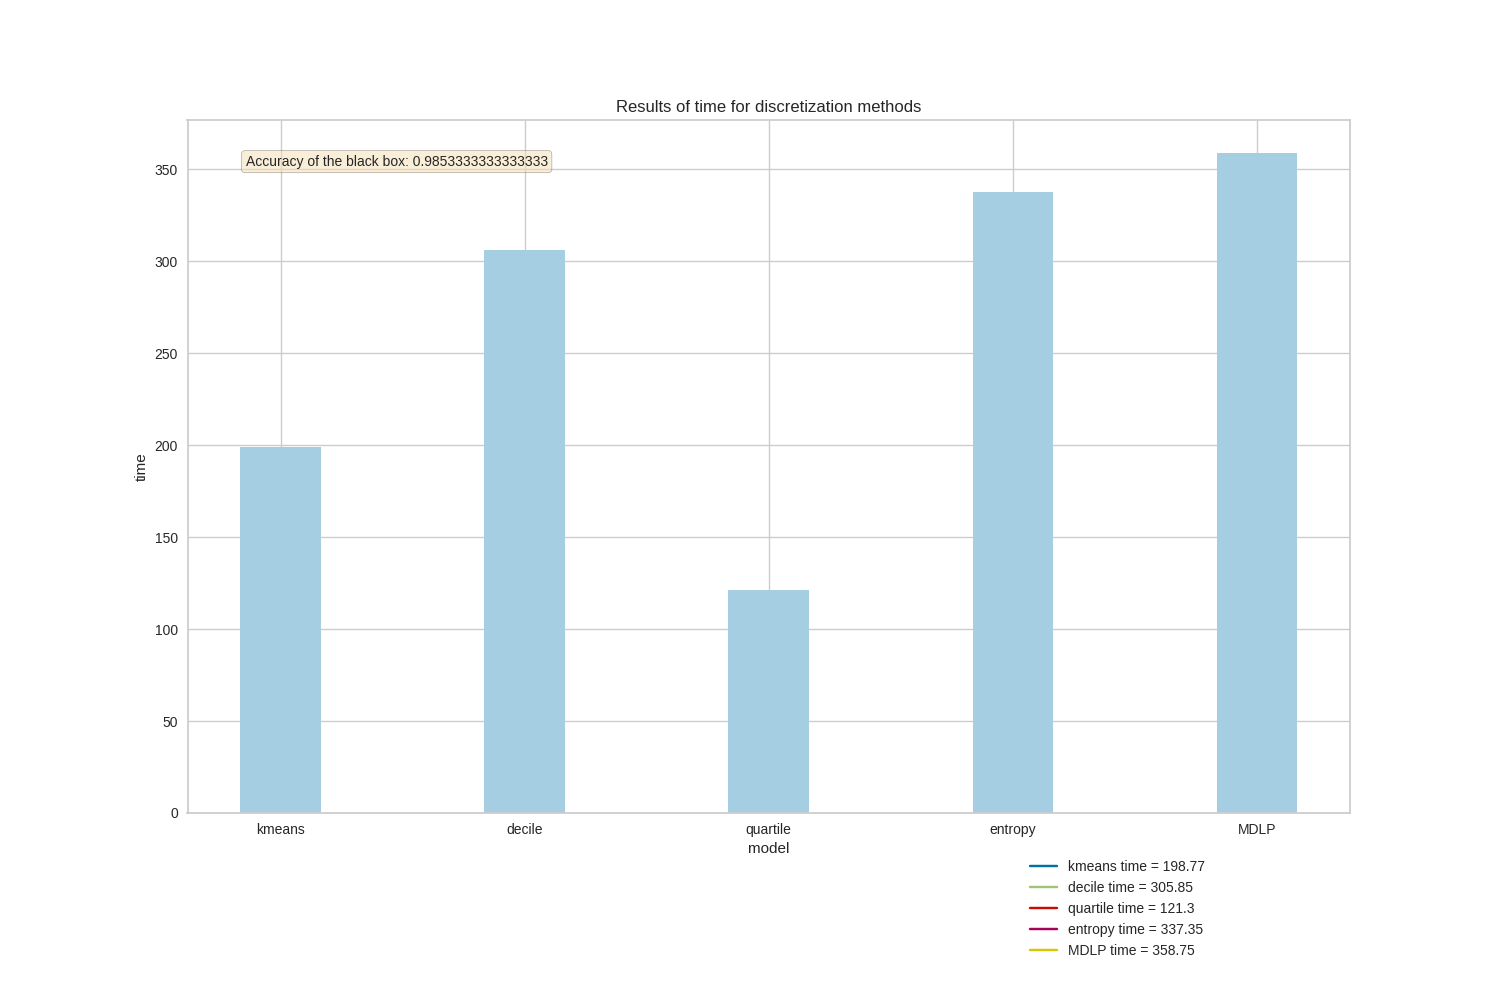 Results of time for discretization methods
Accuracy of the black box: 0.9853333333333333
350
300
250
200
150
100
50
0
time
kmeans decile quartile entropy MDLP
model
kmeans time = 198.77
decile time = 305.85
quartile time = 121.3
entropy time = 337.35
MDLP time = 358.75